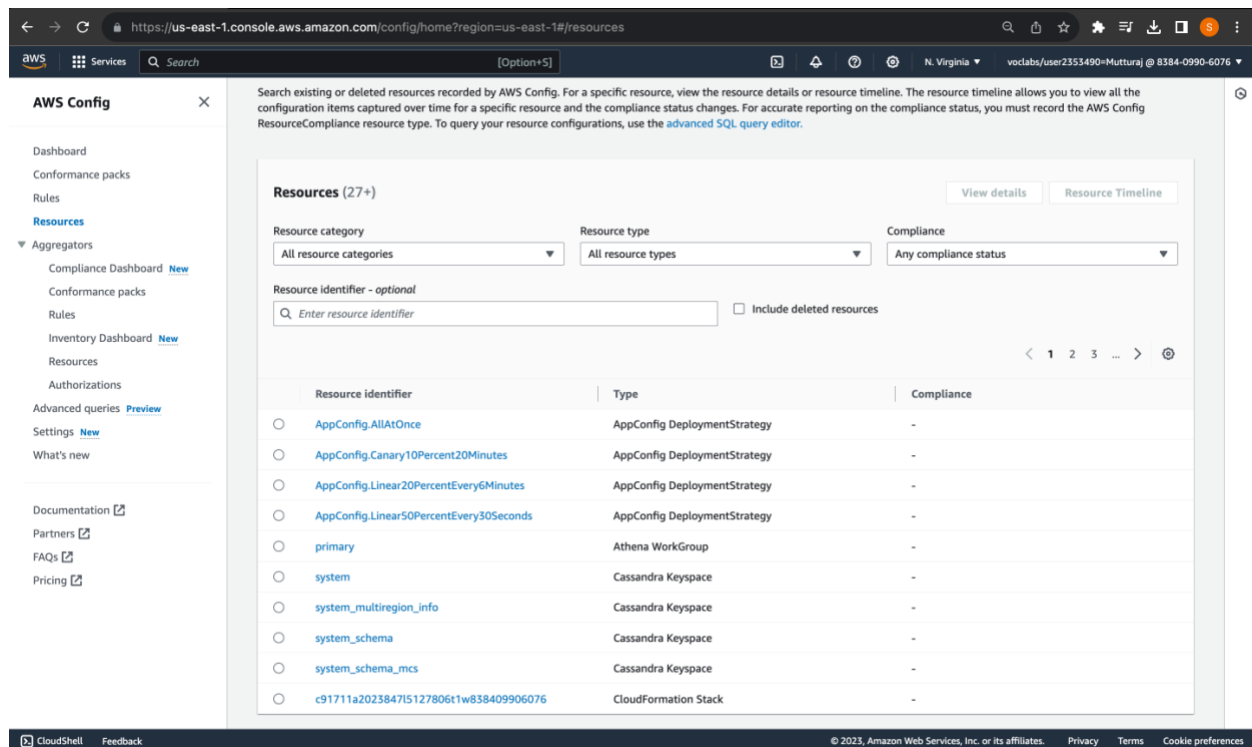 https://us-east-1.console.aws.amazon.com/config/home?region=us-east-1#/resources
S
aws
Services
Search
[Option+S]
N. Virginia
voclabs/user2353490=Mutturaj @ 8384-0990-6076
AWS Config
Dashboard
Conformance packs
Rules
Resources
Aggregators
Compliance Dashboard New
Conformance packs
Rules
Inventory Dashboard New
Resources
Authorizations
Advanced queries Preview
Settings New
What's new
Documentation
Partners
FAQs
Pricing
Search existing or deleted resources recorded by AWS Config. For a specific resource, view the resource details or resource timeline. The resource timeline allows you to view all the
configuration items captured over time for a specific resource and the compliance status changes. For accurate reporting on the compliance status, you must record the AWS Config
ResourceCompliance resource type. To query your resource configurations, use the advanced SQL query editor.
Resources (27+)
View details
Resource Timeline
Resource category
Resource type
Compliance
All resource categories
All resource types
Any compliance status
Resource identifier - optional
Enter resource identifier
Include deleted resources
1 2 3 ...
Resource identifier Type Compliance
AppConfig.AllAtOnce AppConfig DeploymentStrategy -
AppConfig.Canary10Percent20Minutes AppConfig DeploymentStrategy -
AppConfig.Linear20PercentEvery6Minutes AppConfig DeploymentStrategy -
AppConfig.Linear50PercentEvery30Seconds AppConfig DeploymentStrategy -
primary Athena WorkGroup -
system Cassandra Keyspace -
system_multiregion_info Cassandra Keyspace -
system_schema Cassandra Keyspace -
system_schema_mcs Cassandra Keyspace -
c91711a2023847l5127806t1w838409906076 CloudFormation Stack -
CloudShell
Feedback
© 2023, Amazon Web Services, Inc. or its affiliates.
Privacy
Terms
Cookie preferences